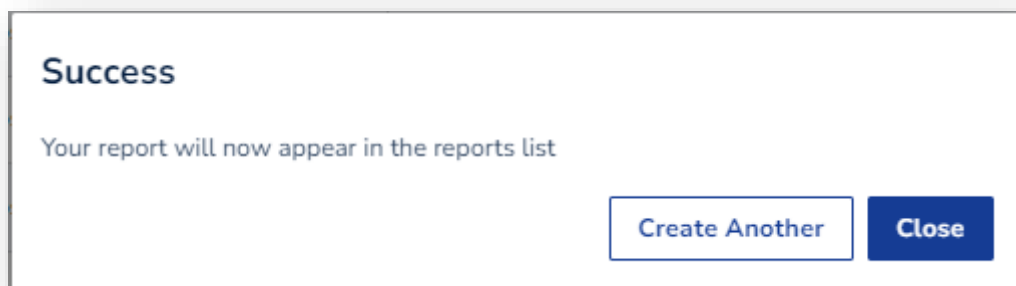 Success
Your report will now appear in the reports list
Create Another Close